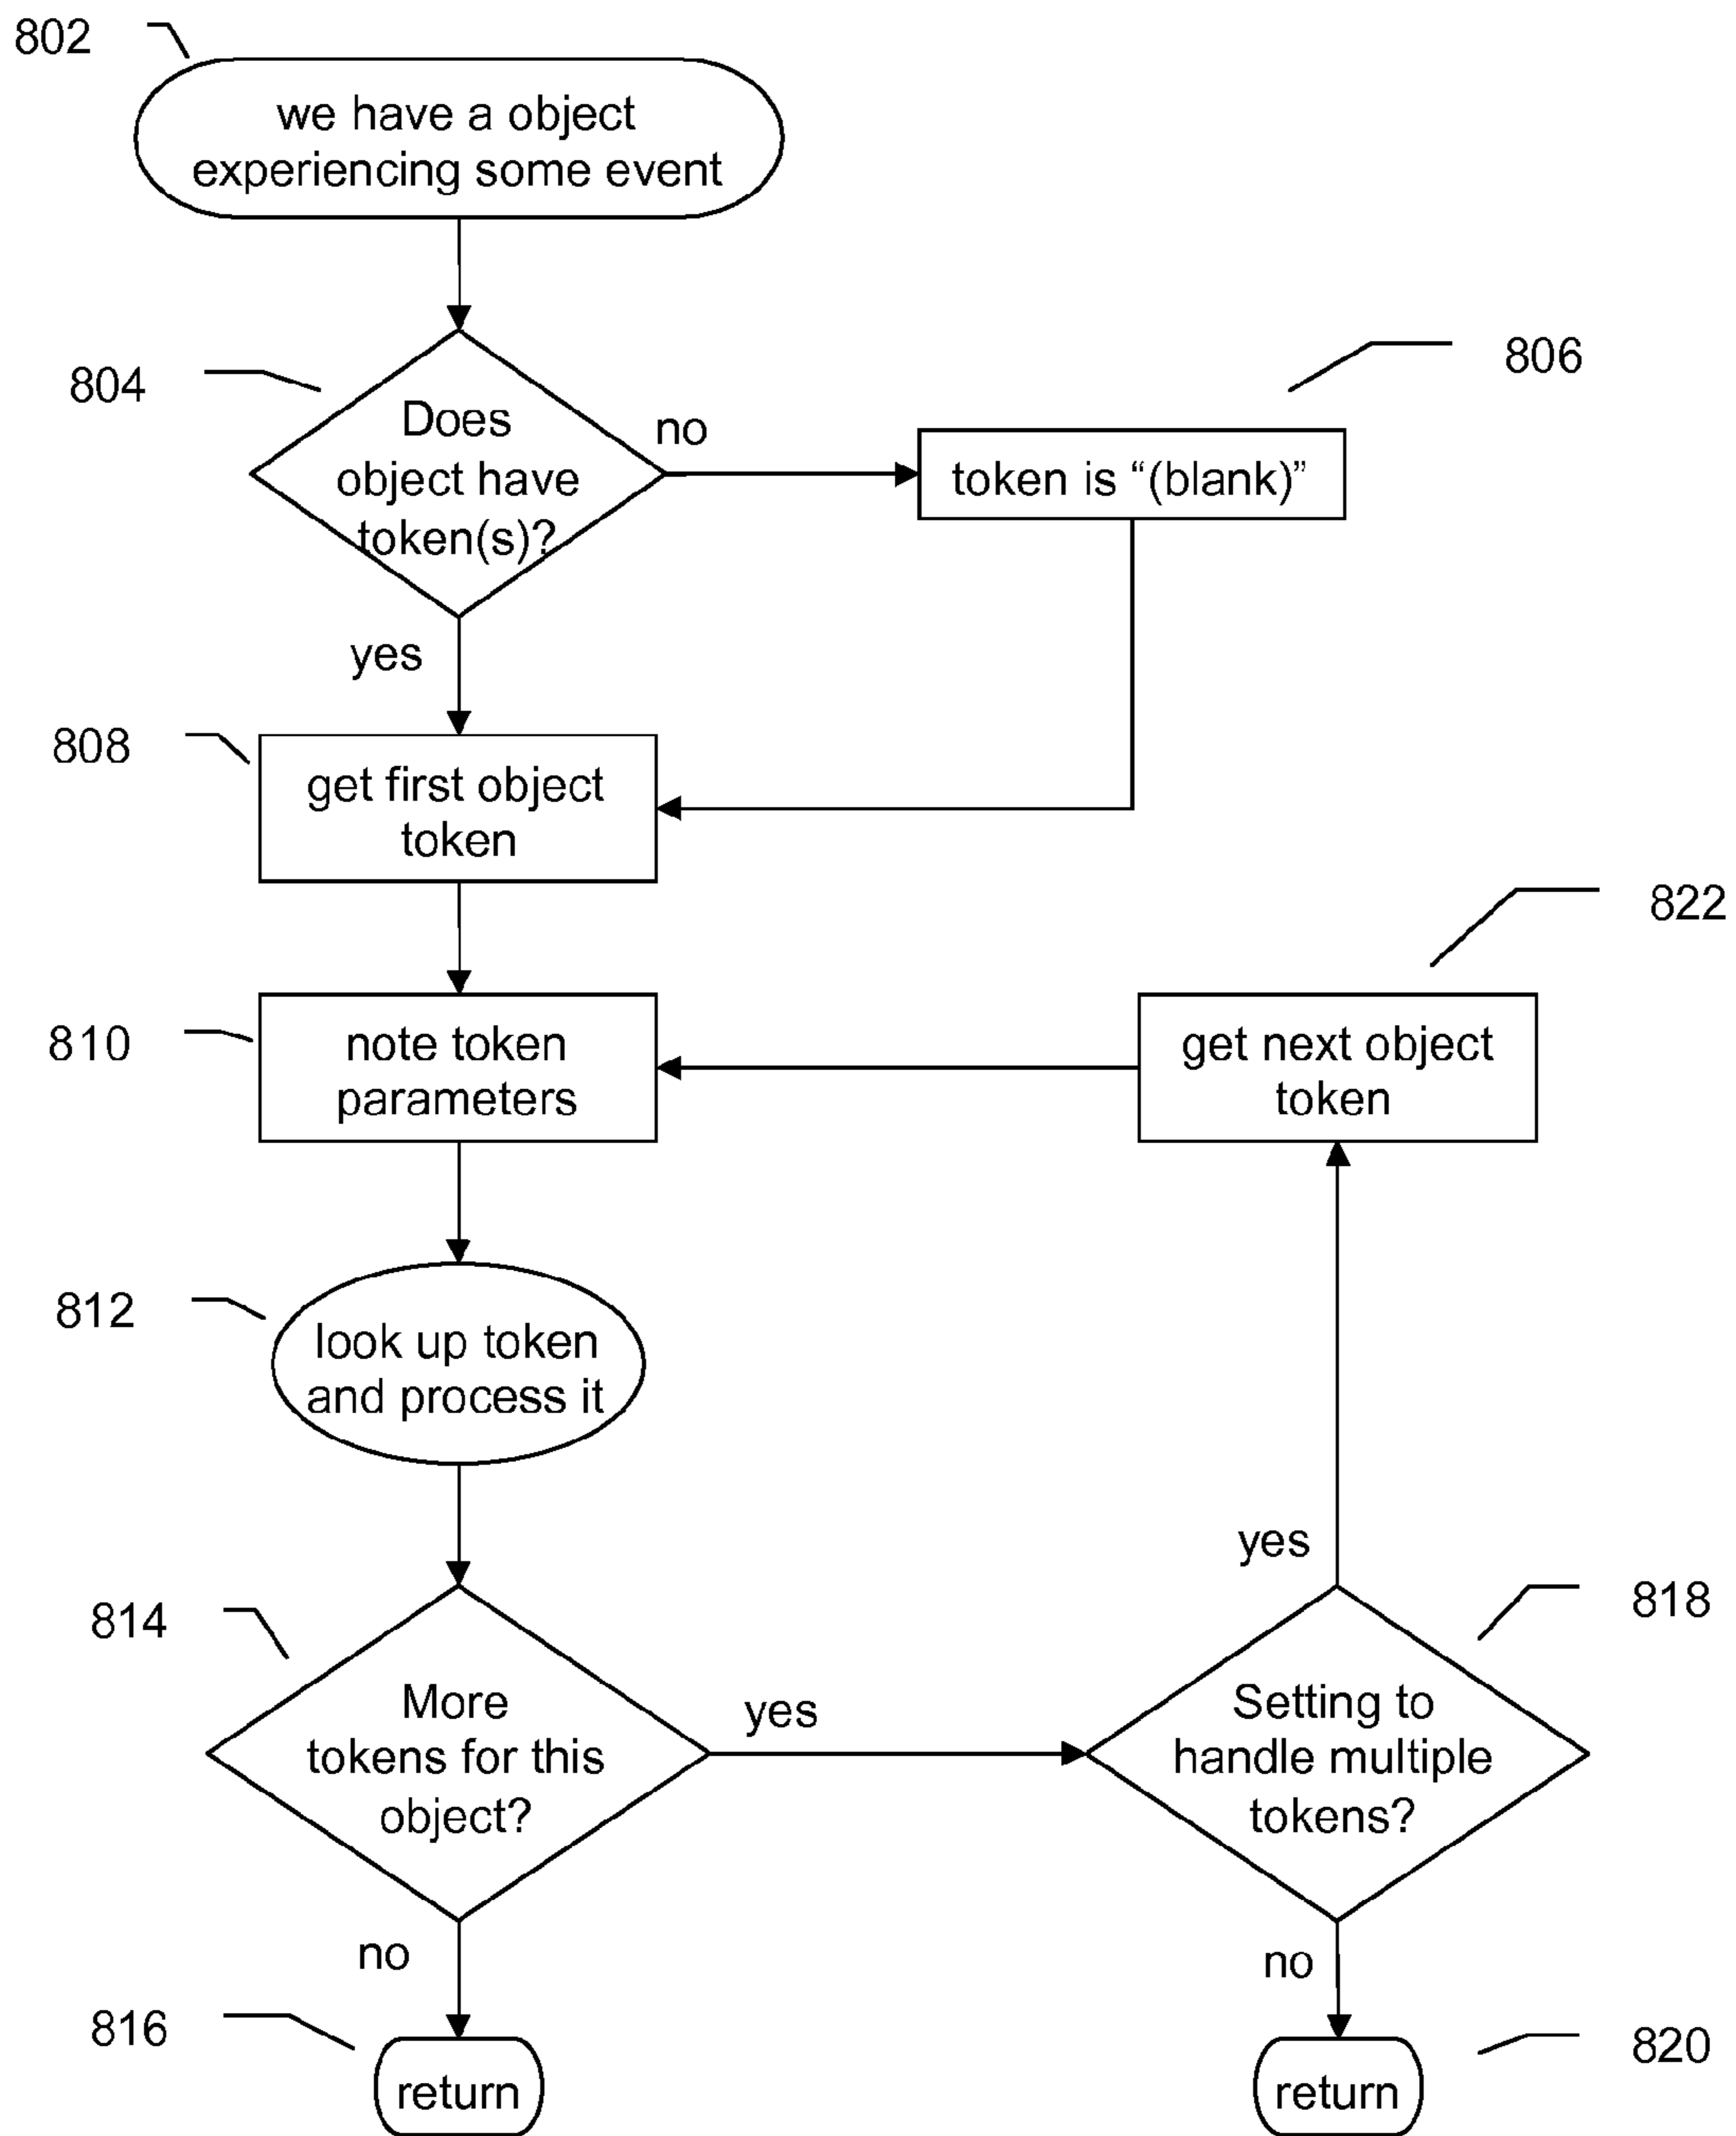 802
we have a object
experiencing some event
804
Does
object have
token(s)?
no
806
token is “(blank)”
yes
808
get first object
token
822
810
note token
parameters
get next object
token
812
look up token
and process it
yes
814
More
tokens for this
object?
yes
818
Setting to
handle multiple
tokens?
no
no
816
return
820
return